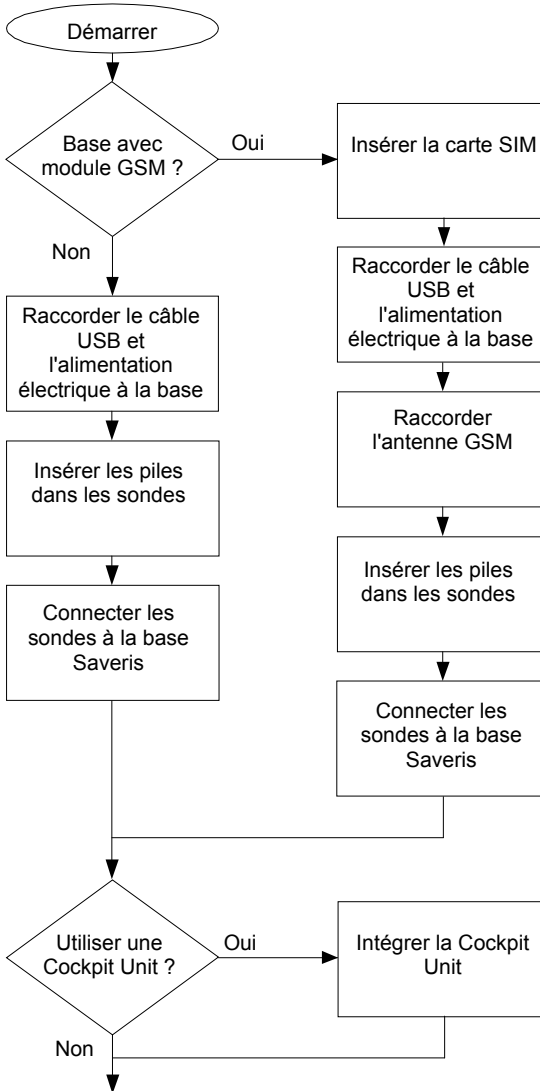 Démarrer
Base avec
module GSM ?
Oui
Insérer la carte SIM
Non
Raccorder le câble
USB et
l'alimentation
électrique à la base
Raccorder le câble
USB et
l'alimentation
électrique à la base
Raccorder
l'antenne GSM
Insérer les piles
dans les sondes
Insérer les piles
dans les sondes
Connecter les
sondes à la base
Saveris
Connecter les
sondes à la base
Saveris
Utiliser une
Cockpit Unit ?
Oui
Intégrer la Cockpit
Unit
Non